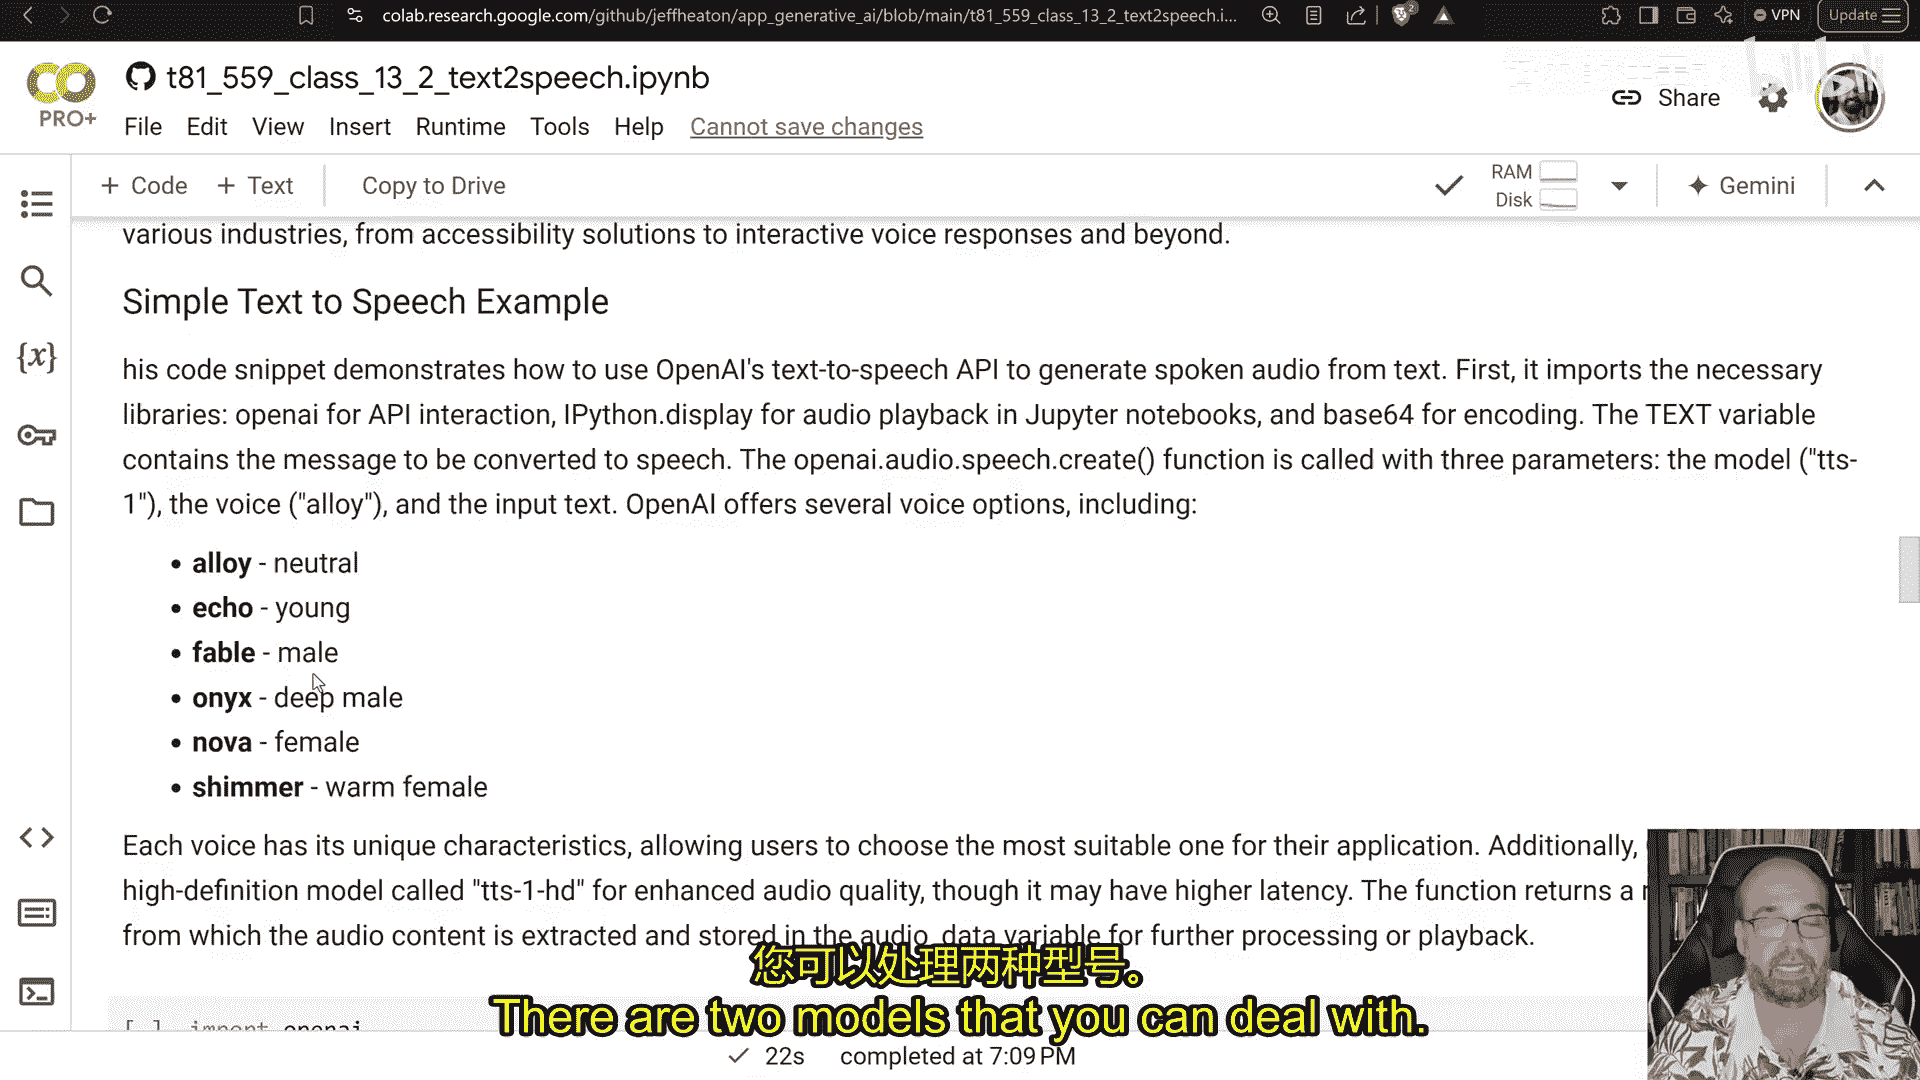 colab.research.google.com/github/jeffheaton/app_generative_ai/blob/main/t81_559_class_13_2_text2speech.i...
2
VPN
Update
CO
PRO+
t81_559_class_13_2_text2speech.ipynb
File Edit View Insert Runtime Tools Help Cannot save changes
Share
+ Code + Text Copy to Drive
RAM
Disk
Gemini
various industries, from accessibility solutions to interactive voice responses and beyond.
Simple Text to Speech Example
his code snippet demonstrates how to use OpenAI's text-to-speech API to generate spoken audio from text. First, it imports the necessary
libraries: openai for API interaction, IPython.display for audio playback in Jupyter notebooks, and base64 for encoding. The TEXT variable
contains the message to be converted to speech. The openai.audio.speech.create() function is called with three parameters: the model ("tts-
1"), the voice ("alloy"), and the input text. OpenAI offers several voice options, including:
• alloy - neutral
• echo - young
• fable - male
• onyx - deep male
• nova - female
• shimmer - warm female
Each voice has its unique characteristics, allowing users to choose the most suitable one for their application. Additionally,
high-definition model called "tts-1-hd" for enhanced audio quality, though it may have higher latency. The function returns a
from which the audio content is extracted and stored in the audio_data variable for further processing or playback.
您可以处理两种型号。
[ ] import openai
There are two models that you can deal with.
22s completed at 7:09 PM